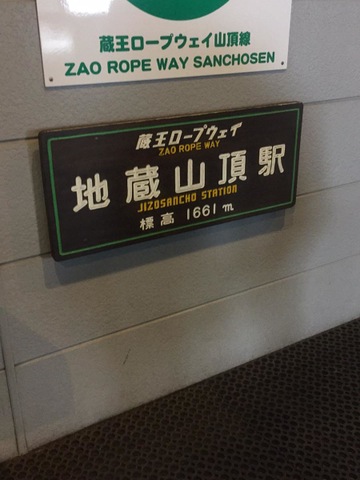 蔵王ロープウェイ山頂線
ZAO ROPE WAY SANCHOSEN
蔵王ロープウェイ
ZAO ROPE WAY
地蔵山頂駅
JIZOSANCHO STATION
標高 1661m